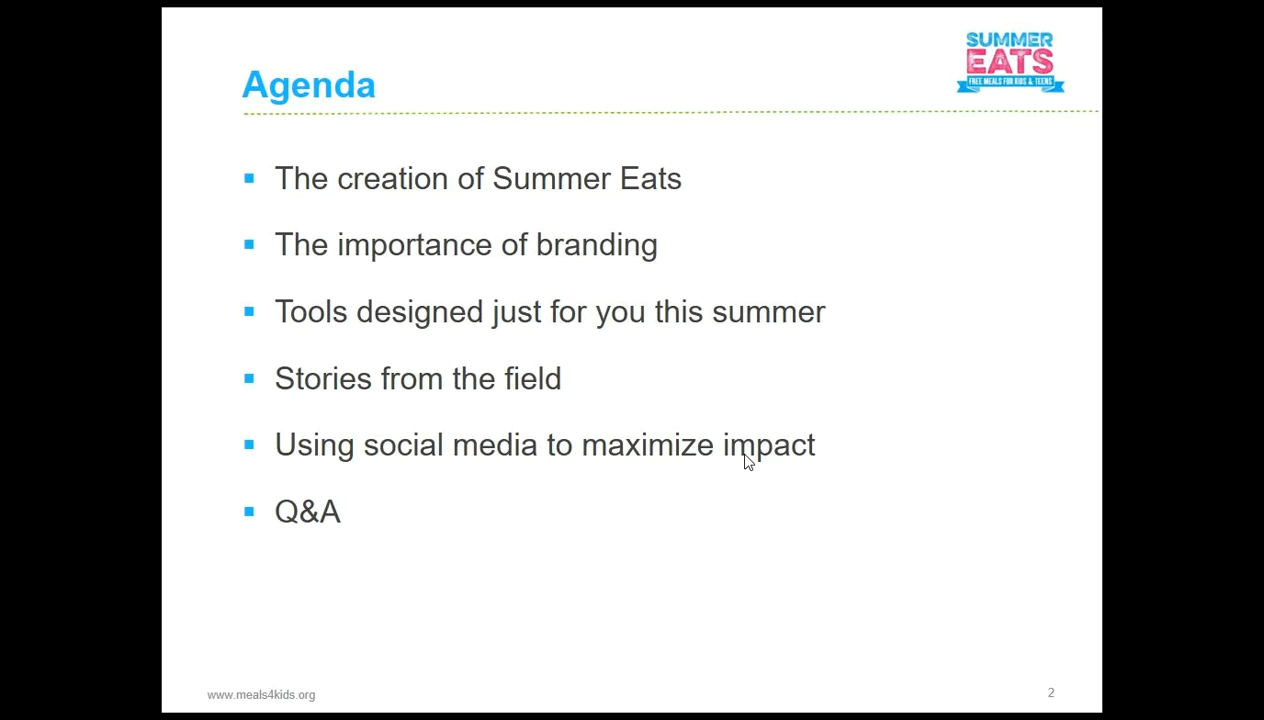 SUMMER
EATS
FREE MEALS FOR KIDS & TEENS
Agenda
The creation of Summer Eats
The importance of branding
Tools designed just for you this summer
Stories from the field
Using social media to maximize impact
Q&A
www.meals4kids.org
2